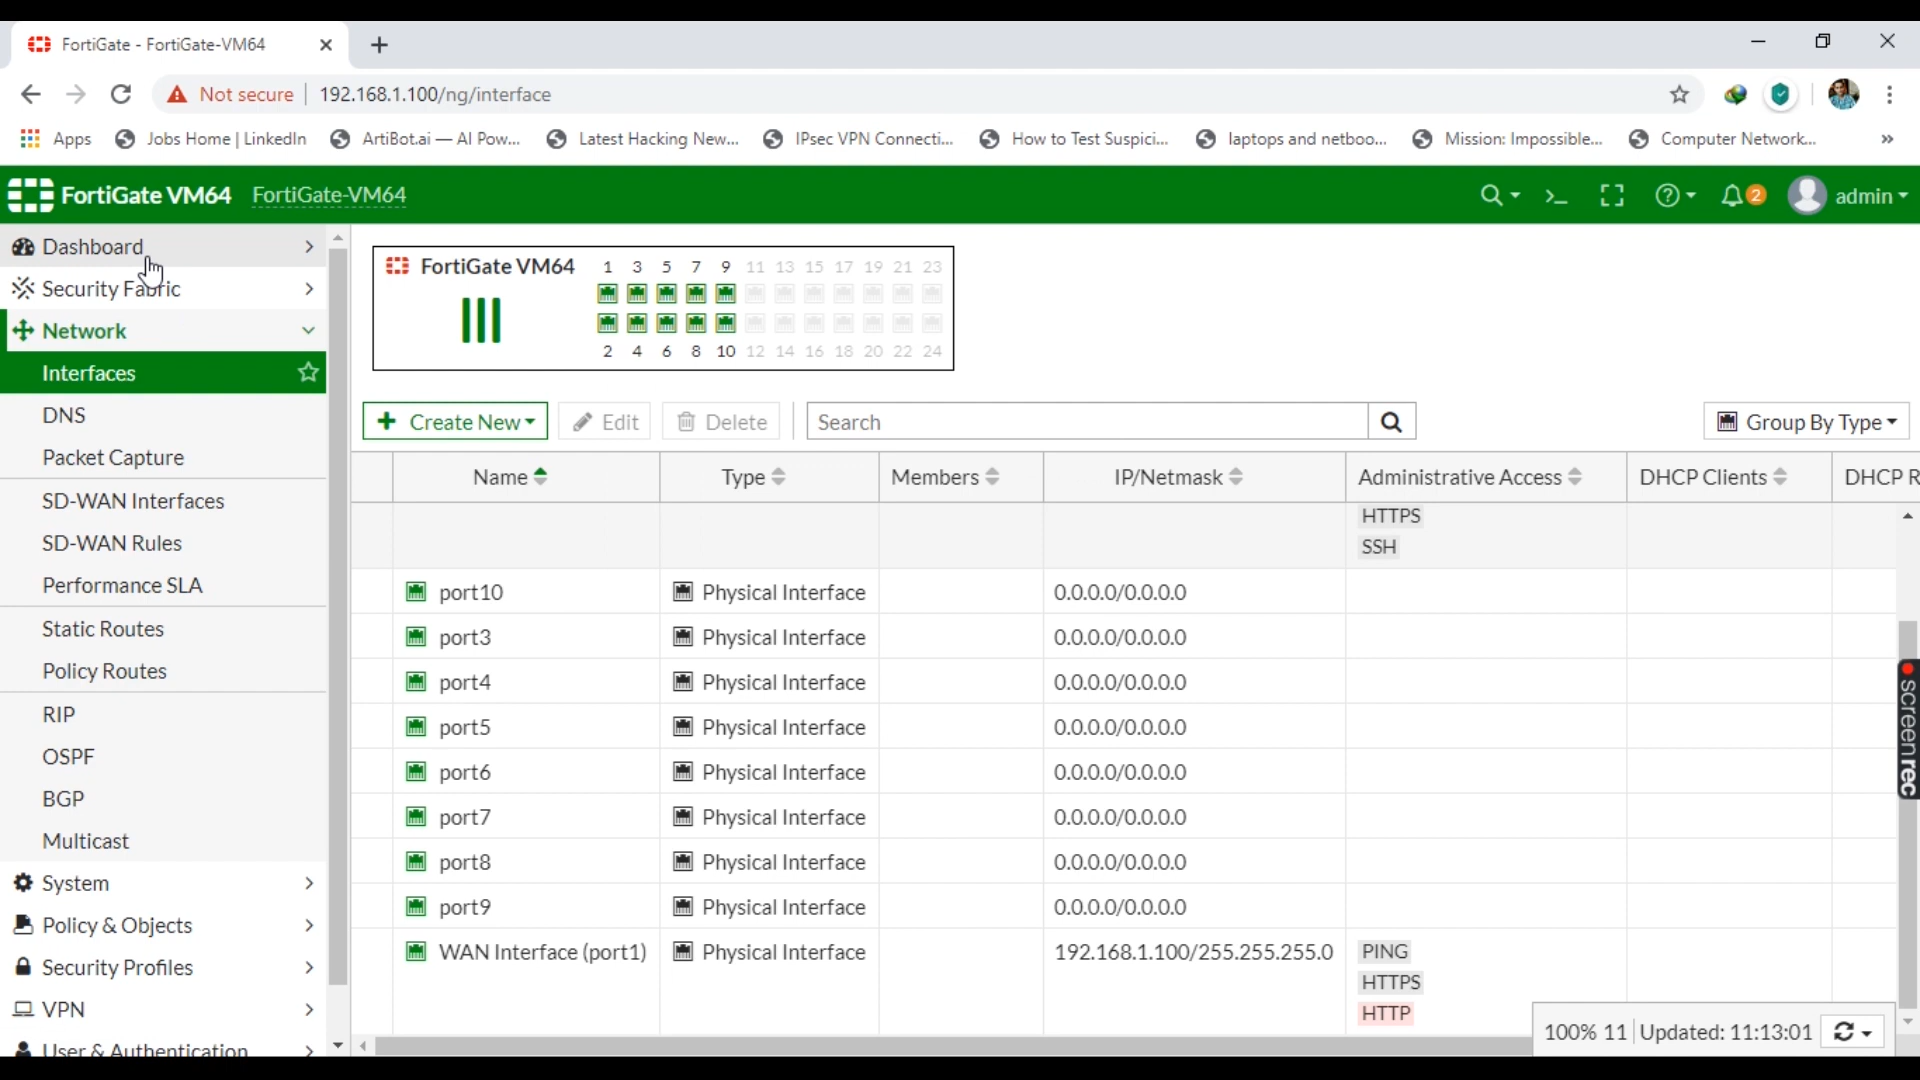 FortiGate - FortiGate-VM64
Not secure 192.168.1.100/ng/interface
Apps Jobs Home | LinkedIn ArtiBot.ai — AI Pow... Latest Hacking New... IPsec VPN Connecti... How to Test Suspici... laptops and netboo... Mission: Impossible... Computer Network... »
FortiGate VM64 FortiGate-VM64 2 admin
Dashboard
Security Fabric
Network
Interfaces
DNS
Packet Capture
SD-WAN Interfaces
SD-WAN Rules
Performance SLA
Static Routes
Policy Routes
RIP
OSPF
BGP
Multicast
System
Policy & Objects
Security Profiles
VPN
User & Authentication
FortiGate VM64 1 3 5 7 9 11 13 15 17 19 21 23
2 4 6 8 10 12 14 16 18 20 22 24
Create New Edit Delete Search Group By Type
Name Type Members IP/Netmask Administrative Access DHCP Clients DHCP R
HTTPS
SSH
port10 Physical Interface 0.0.0.0/0.0.0.0
port3 Physical Interface 0.0.0.0/0.0.0.0
port4 Physical Interface 0.0.0.0/0.0.0.0
port5 Physical Interface 0.0.0.0/0.0.0.0
port6 Physical Interface 0.0.0.0/0.0.0.0
port7 Physical Interface 0.0.0.0/0.0.0.0
port8 Physical Interface 0.0.0.0/0.0.0.0
port9 Physical Interface 0.0.0.0/0.0.0.0
WAN Interface (port1) Physical Interface 192.168.1.100/255.255.255.0 PING
HTTPS
HTTP
100% 11 Updated: 11:13:01
screenrec